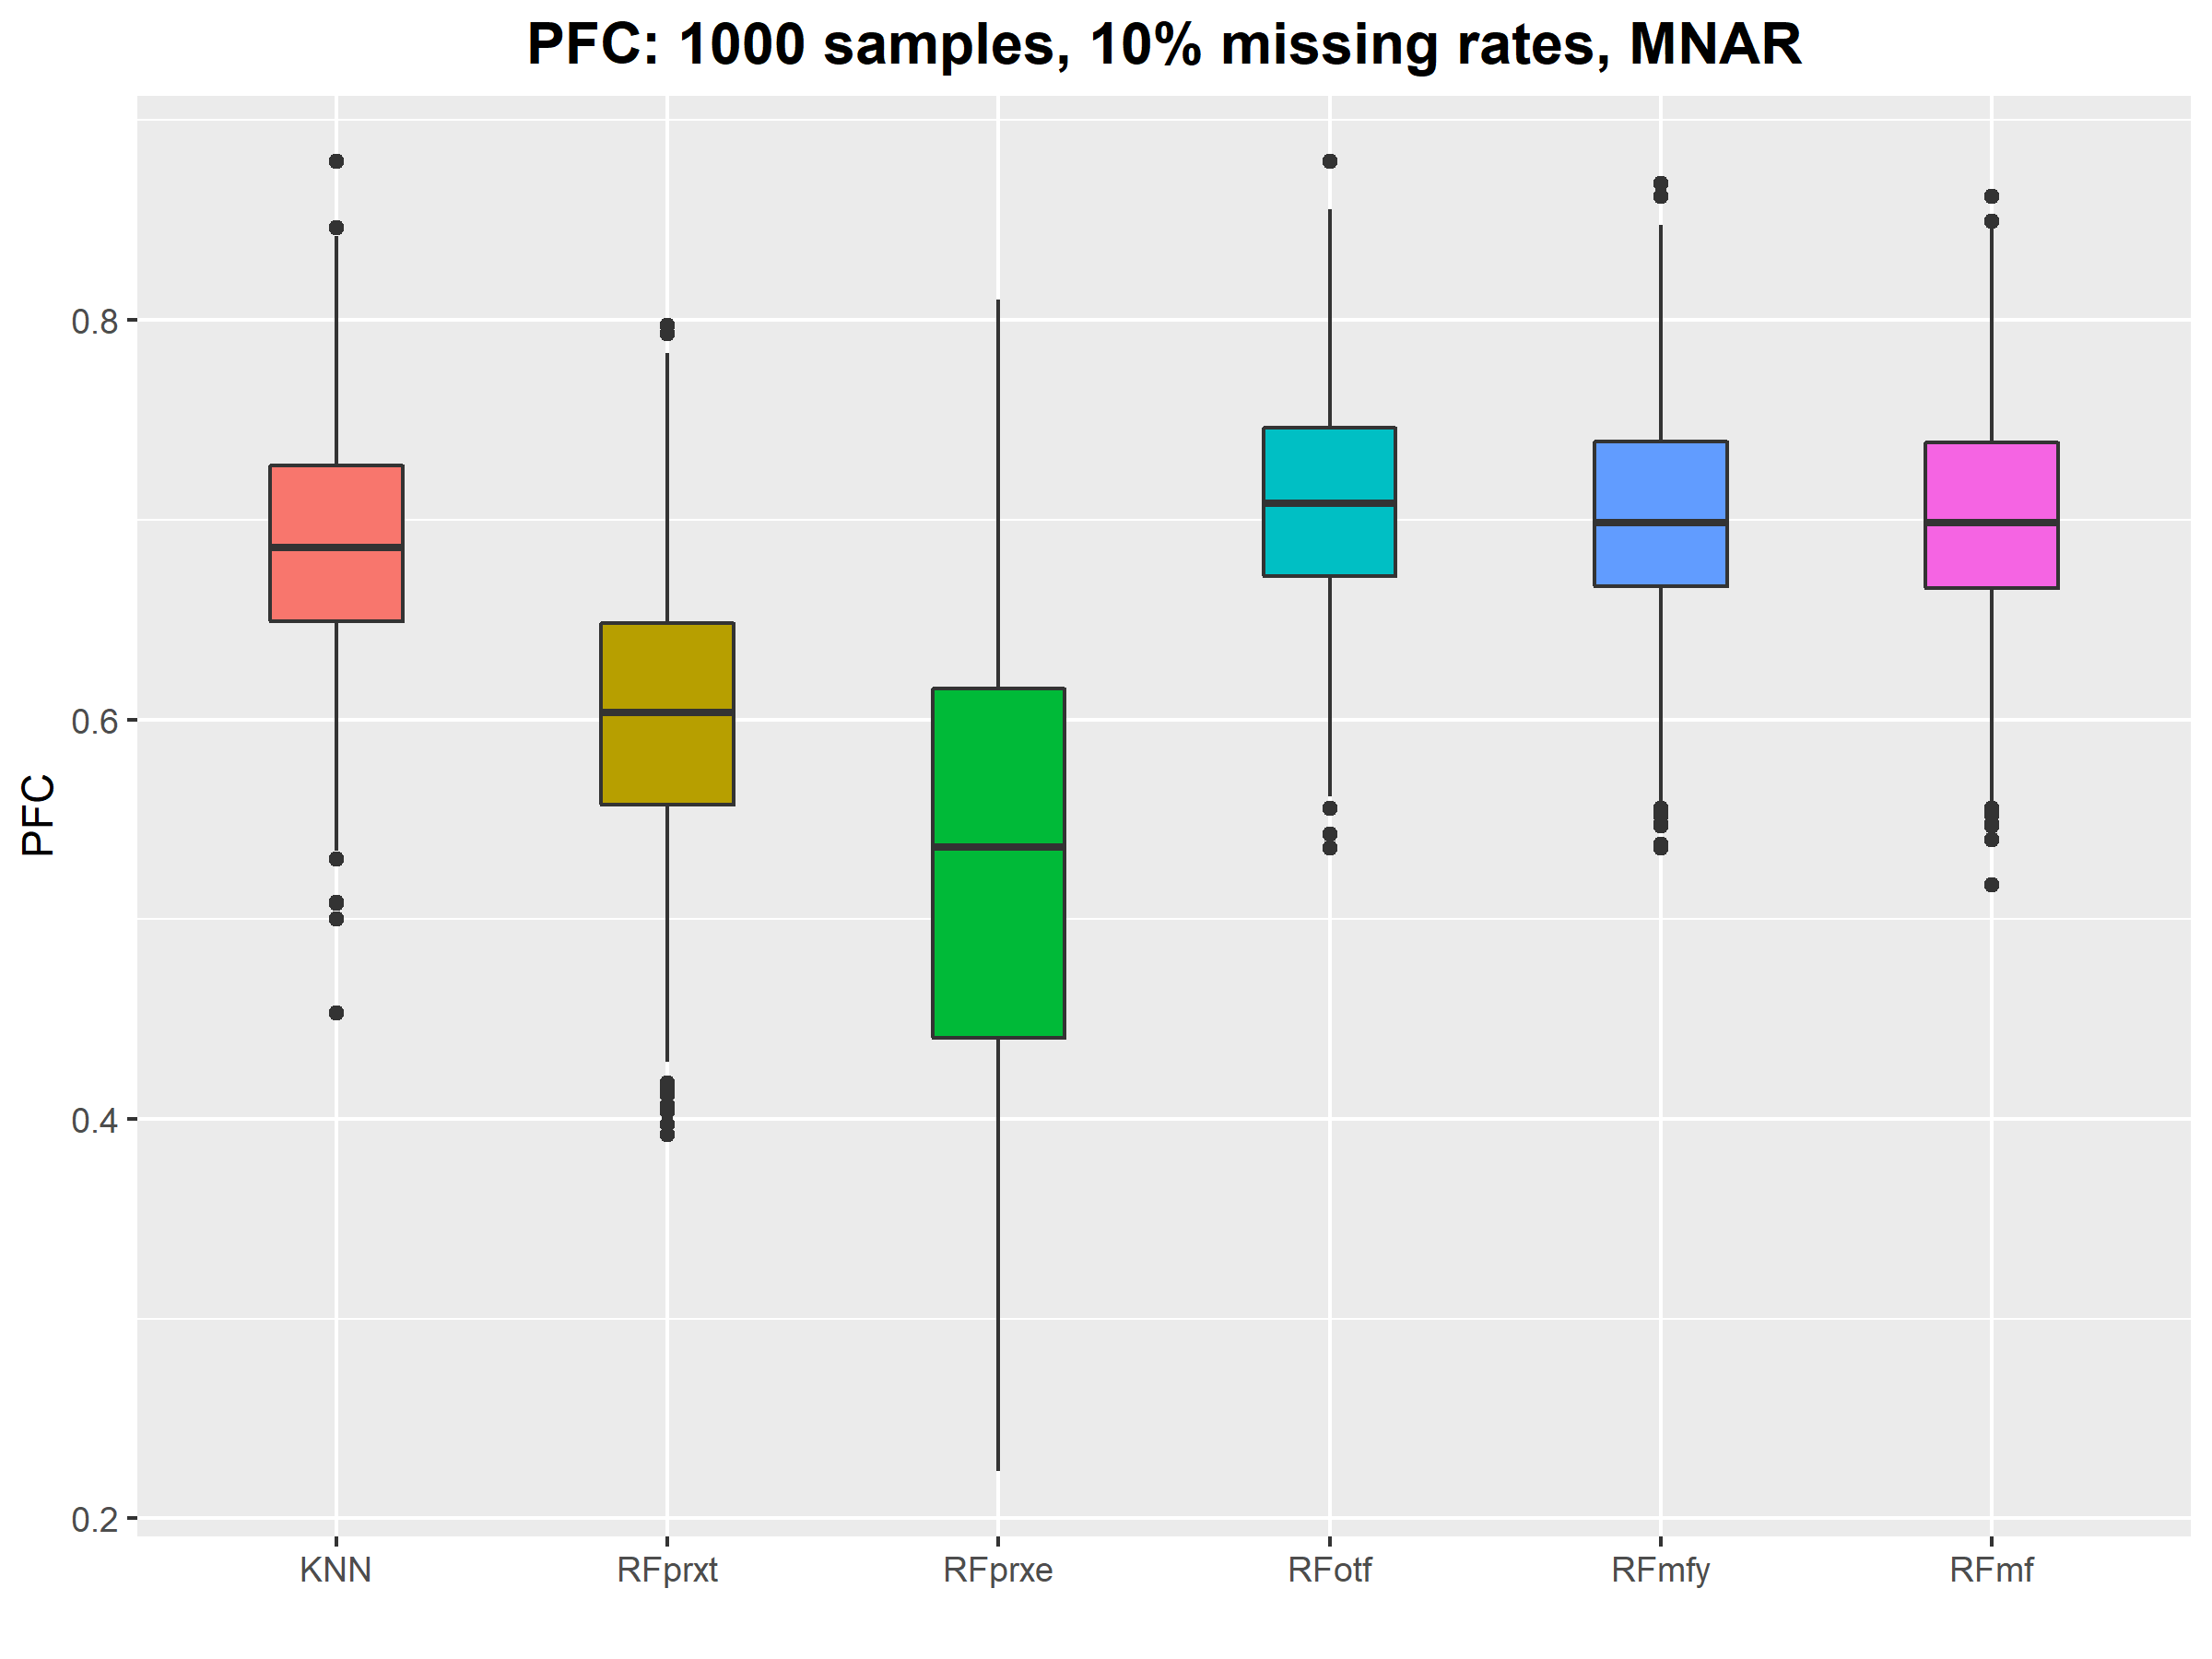 PFC: 1000 samples, 10% missing rates, MNAR
PFC
0.8
0.6
0.4
0.2
KNN RFprxt RFprxe RFotf RFmfy RFmf